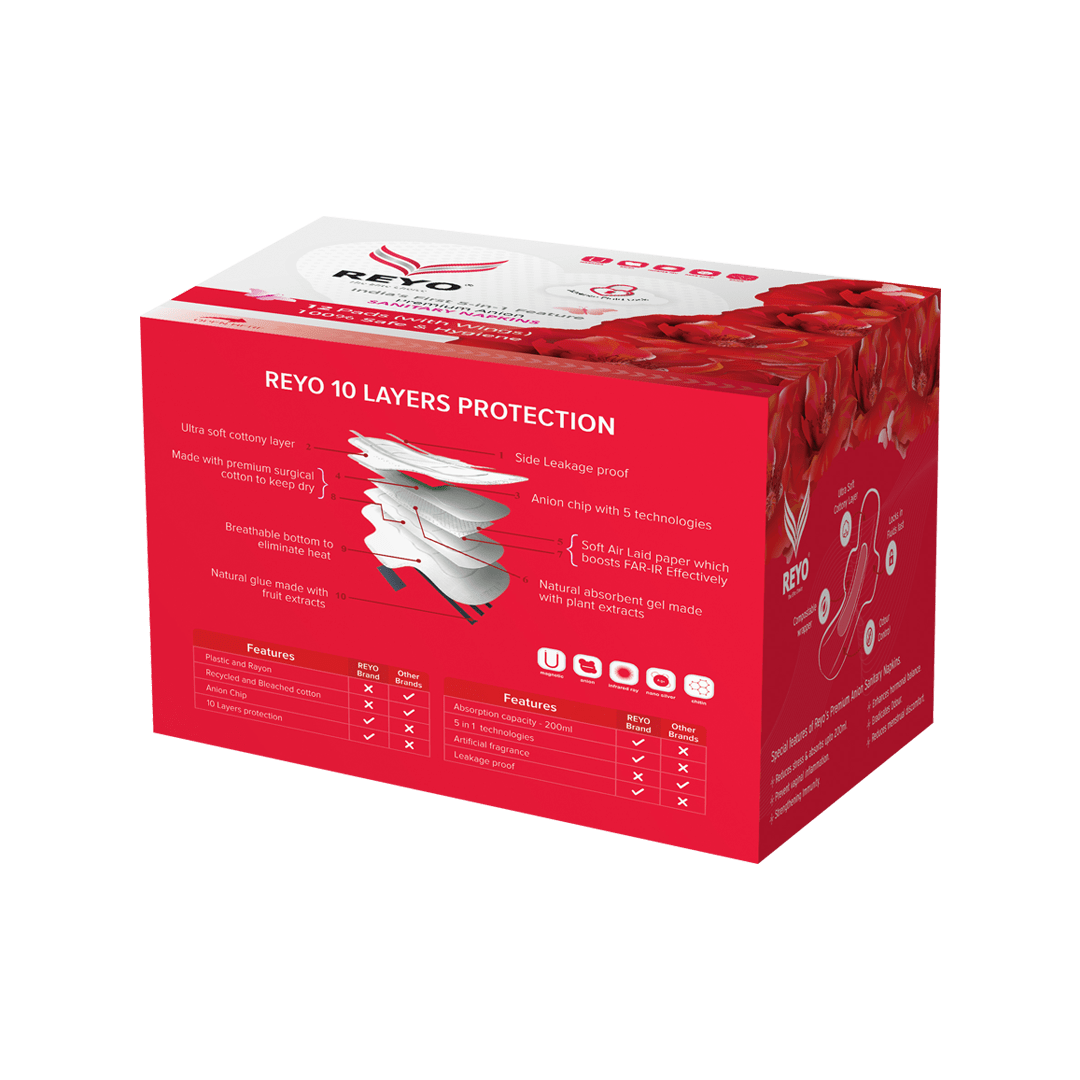 REYO®
India's First 5-in-1 Feature
Premium Anion
SANITARY NAPKINS
12 Pads (with Wings)
100% Safe & Hygiene
OPEN HERE
REYO 10 LAYERS PROTECTION
Ultra soft cottony layer 2
Made with premium surgical
cotton to keep dry
4
8
Breathable bottom to
eliminate heat
9
Natural glue made with
fruit extracts
10
1 Side Leakage proof
3 Anion chip with 5 technologies
5
7
Soft Air Laid paper which
boosts FAR-IR Effectively
6 Natural absorbent gel made
with plant extracts
magnetic
anion
infrared ray
nano silver
chitin
Features REYO Brand Other Brands
Plastic and Rayon ✕ ✓
Recycled and Bleached cotton ✕ ✓
Anion Chip ✓ ✕
10 Layers protection ✓ ✕
Features REYO Brand Other Brands
Absorption capacity - 200ml ✓ ✕
5 in 1 technologies ✓ ✕
Artificial fragrance ✕ ✓
Leakage proof ✓ ✕
REYO
Ultra Soft
Cottony Layer
Locks in
Fluids fast
Compostable
wrapper
Odour
Control
Special features of Reyo's Premium Anion Sanitary Napkins
Reduces stress & absorbs upto 200ml.
Prevent vaginal inflammation.
Strengthening Immunity.
Enhances hormonal balance.
Eradicates Odour.
Reduces menstrual discomfort.